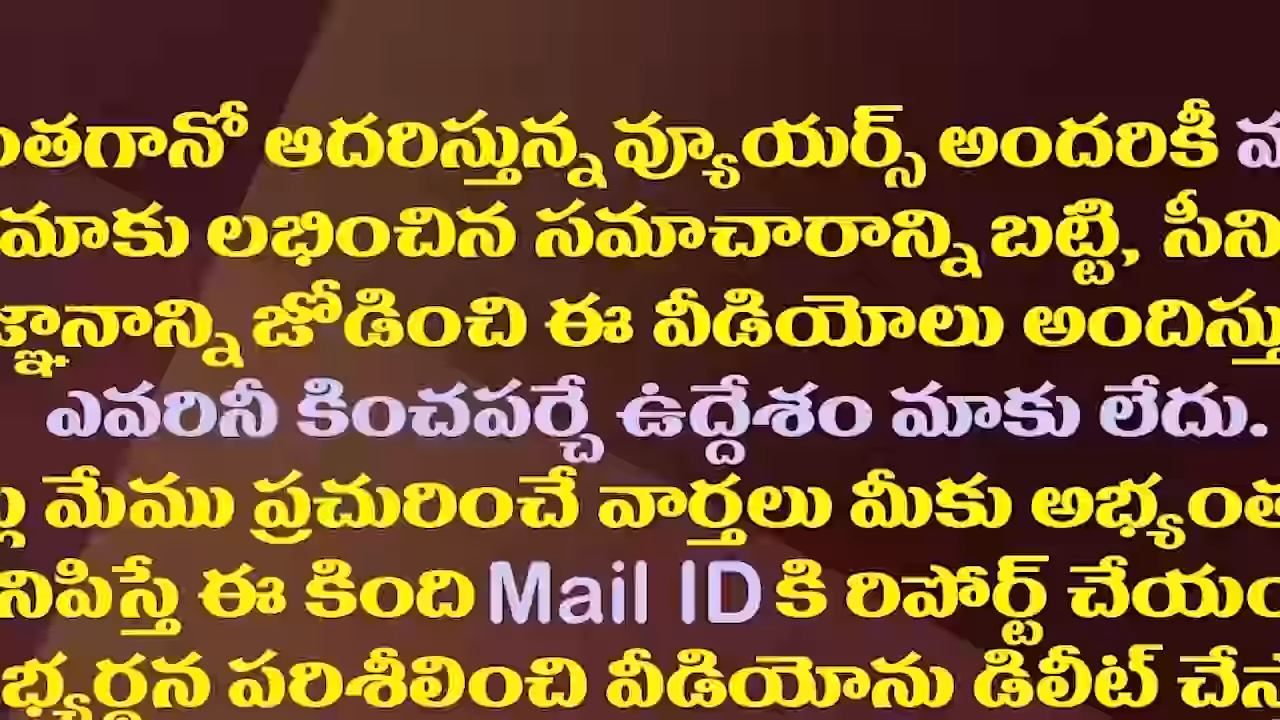 ఆదరిస్తున్న వ్యూయర్స్ అందరికీ
మాకు లభించిన సమాచారాన్ని బట్టి,
జోడించి ఈ వీడియోలు
ఎవరినీ కించపర్చే ఉద్దేశం మాకు లేదు.
మేము ప్రచురించే వార్తలు మీకు
ఈ కింది Mail ID కి రిపోర్ట్
పరిశీలించి వీడియోను డిలీట్